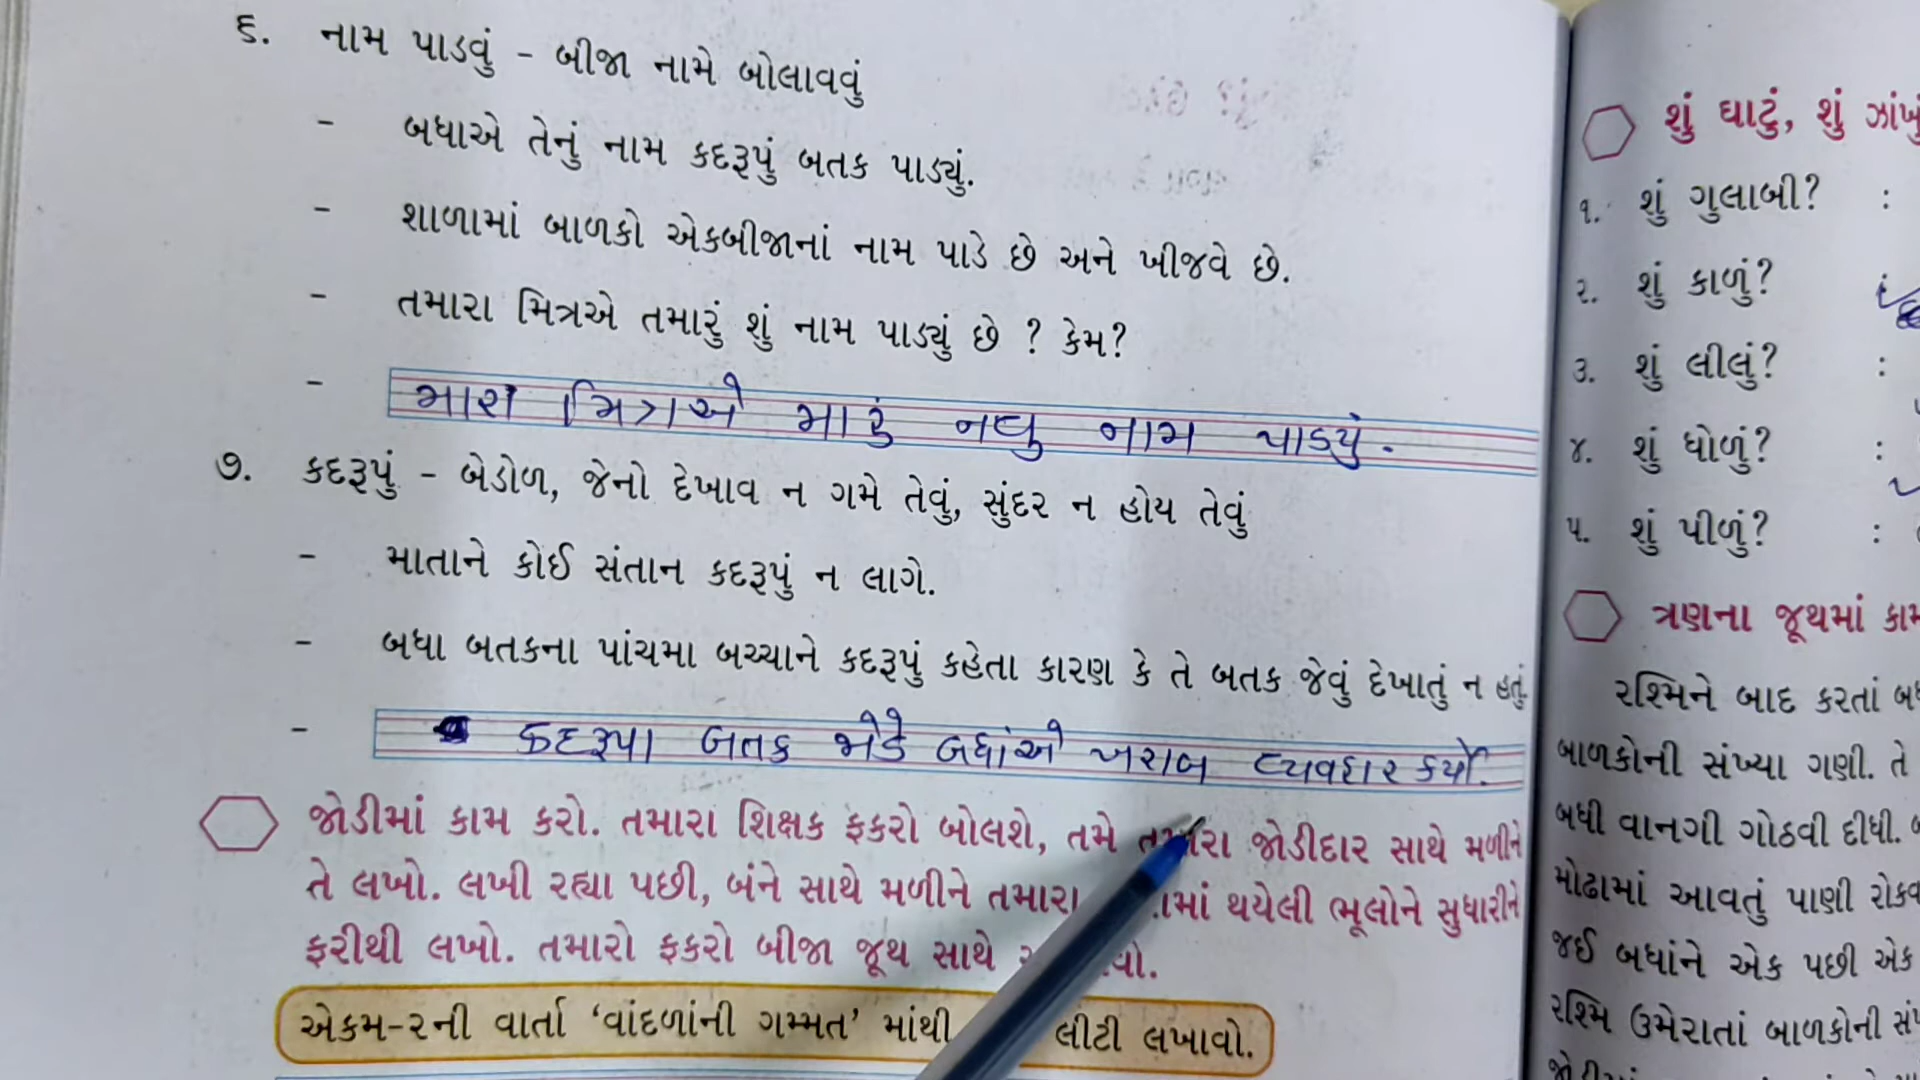 ૬. નામ પાડવું - બીજા નામે બોલાવવું
- બધાએ તેનું નામ કદરૂપું બતક પાડ્યું.
- શાળામાં બાળકો એકબીજાનાં નામ પાડે છે અને ખીજવે છે.
- તમારા મિત્રએ તમારું શું નામ પાડ્યું છે ? કેમ?
- મારા મિત્રએ મારું નવુ નામ પાડ્યું.
૭. કદરૂપું - બેડોળ, જેનો દેખાવ ન ગમે તેવું, સુંદર ન હોય તેવું
- માતાને કોઈ સંતાન કદરૂપું ન લાગે.
- બધા બતકના પાંચમા બચ્ચાને કદરૂપું કહેતા કારણ કે તે બતક જેવું દેખાતું ન હતું
- કદરૂપા બતક જોડે બધાંએ ખરાબ વ્યવહાર કર્યો.
જોડીમાં કામ કરો. તમારા શિક્ષક ફકરો બોલશે, તમે તમારા જોડીદાર સાથે મળીને
તે લખો. લખી રહ્યા પછી, બંને સાથે મળીને તમારા થયેલી ભૂલોને સુધારીને
ફરીથી લખો. તમારો ફકરો બીજા જૂથ સાથે
એકમ-૨ની વાર્તા ‘વાંદળાંની ગમ્મત’ માંથી લીટી લખાવો.
શું ઘાટું, શું ઝાંખું
૧. શું ગુલાબી? :
૨. શું કાળું?
૩. શું લીલું? :
૪. શું ધોળું? :
૫. શું પીળું? :
ત્રણના જૂથમાં કામ
રશ્મિને બાદ કરતાં
બાળકોની સંખ્યા ગણી. તે
બધી વાનગી ગોઠવી દીધી.
મોઢામાં આવતું પાણી
જઈ બધાંને એક પછી એક
રશ્મિ ઉમેરાતાં બાળકોની